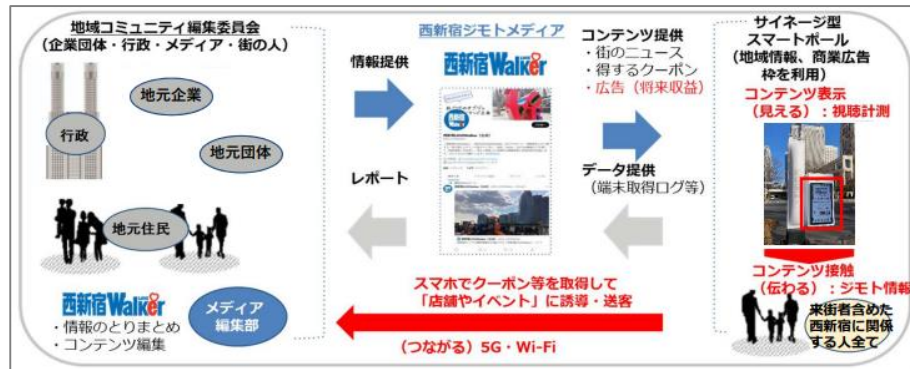 地域コミュニティ編集委員会
(企業団体・行政・メディア・街の人)
地元企業
行政
地元団体
地元住民
西新宿Walker
・情報のとりまとめ
・コンテンツ編集
メディア
編集部
情報提供
レポート
西新宿ジモトメディア
西新宿Walker
コンテンツ提供
・街のニュース
・得するクーポン
・広告(将来収益)
データ提供
(端末取得ログ等)
スマホでクーポン等を取得して
「店舗やイベント」に誘導・送客
(つながる)5G・Wi-Fi
サイネージ型
スマートポール
(地域情報、商業広告
枠を利用)
コンテンツ表示
(見える):視聴計測
コンテンツ接触
(伝わる):ジモト情報
来街者含めた
西新宿に関係
する人全て